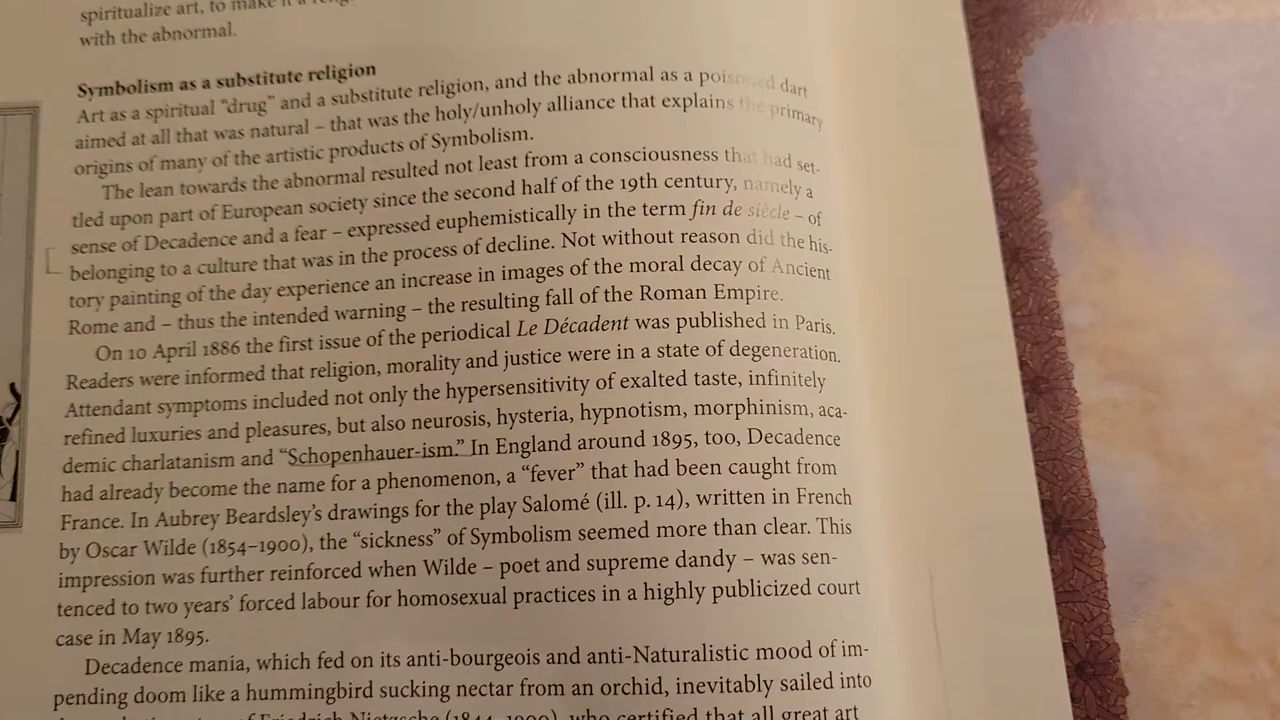 spiritualize art, to make it a
with the abnormal.
Symbolism as a substitute religion
Art as a spiritual “drug” and a substitute religion, and the abnormal as a poisoned dart
aimed at all that was natural – that was the holy/unholy alliance that explains the primary
origins of many of the artistic products of Symbolism.
The lean towards the abnormal resulted not least from a consciousness that had set-
tled upon part of European society since the second half of the 19th century, namely a
sense of Decadence and a fear – expressed euphemistically in the term fin de siècle – of
belonging to a culture that was in the process of decline. Not without reason did the his-
tory painting of the day experience an increase in images of the moral decay of Ancient
Rome and – thus the intended warning – the resulting fall of the Roman Empire.
On 10 April 1886 the first issue of the periodical Le Décadent was published in Paris.
Readers were informed that religion, morality and justice were in a state of degeneration.
Attendant symptoms included not only the hypersensitivity of exalted taste, infinitely
refined luxuries and pleasures, but also neurosis, hysteria, hypnotism, morphinism, aca-
demic charlatanism and “Schopenhauer-ism.” In England around 1895, too, Decadence
had already become the name for a phenomenon, a “fever” that had been caught from
France. In Aubrey Beardsley’s drawings for the play Salomé (ill. p. 14), written in French
by Oscar Wilde (1854–1900), the “sickness” of Symbolism seemed more than clear. This
impression was further reinforced when Wilde – poet and supreme dandy – was sen-
tenced to two years’ forced labour for homosexual practices in a highly publicized court
case in May 1895.
Decadence mania, which fed on its anti-bourgeois and anti-Naturalistic mood of im-
pending doom like a hummingbird sucking nectar from an orchid, inevitably sailed into
of Friedrich Nietzsche (1844–1900), who certified that all great art